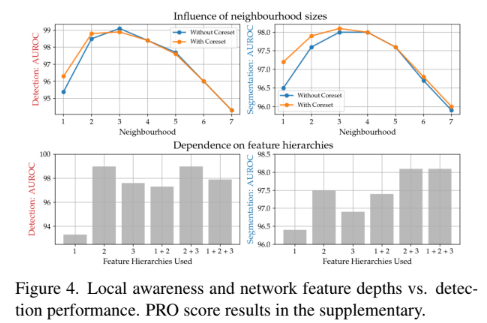 Influence of neighbourhood sizes
Detection: AUROC
99
98
97
96
95
Without Coreset
With Coreset
1 2 3 4 5 6 7
Neighbourhood
Segmentation: AUROC
98.0
97.5
97.0
96.5
96.0
Without Coreset
With Coreset
1 2 3 4 5 6 7
Neighbourhood
Dependence on feature hierarchies
Detection: AUROC
100
98
96
94
1 2 3 1 + 2 2 + 3 1 + 2 + 3
Feature Hierarchies Used
Segmentation: AUROC
98.5
98.0
97.5
97.0
96.5
96.0
1 2 3 1 + 2 2 + 3 1 + 2 + 3
Feature Hierarchies Used
Figure 4. Local awareness and network feature depths vs. detec-
tion performance. PRO score results in the supplementary.